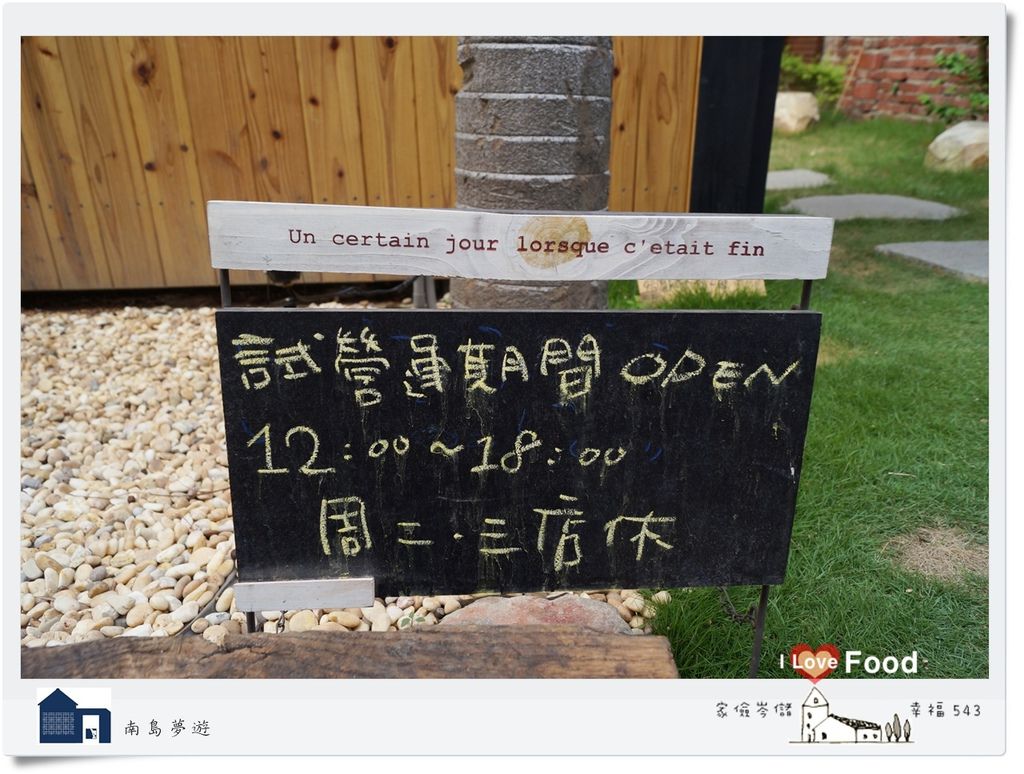 Un certain jour lorsque c'etait fin
試營運期間 OPEN
12:00~18:00
周二.三店休
I Love Food
南島夢遊
家儉岑儲 幸福 543